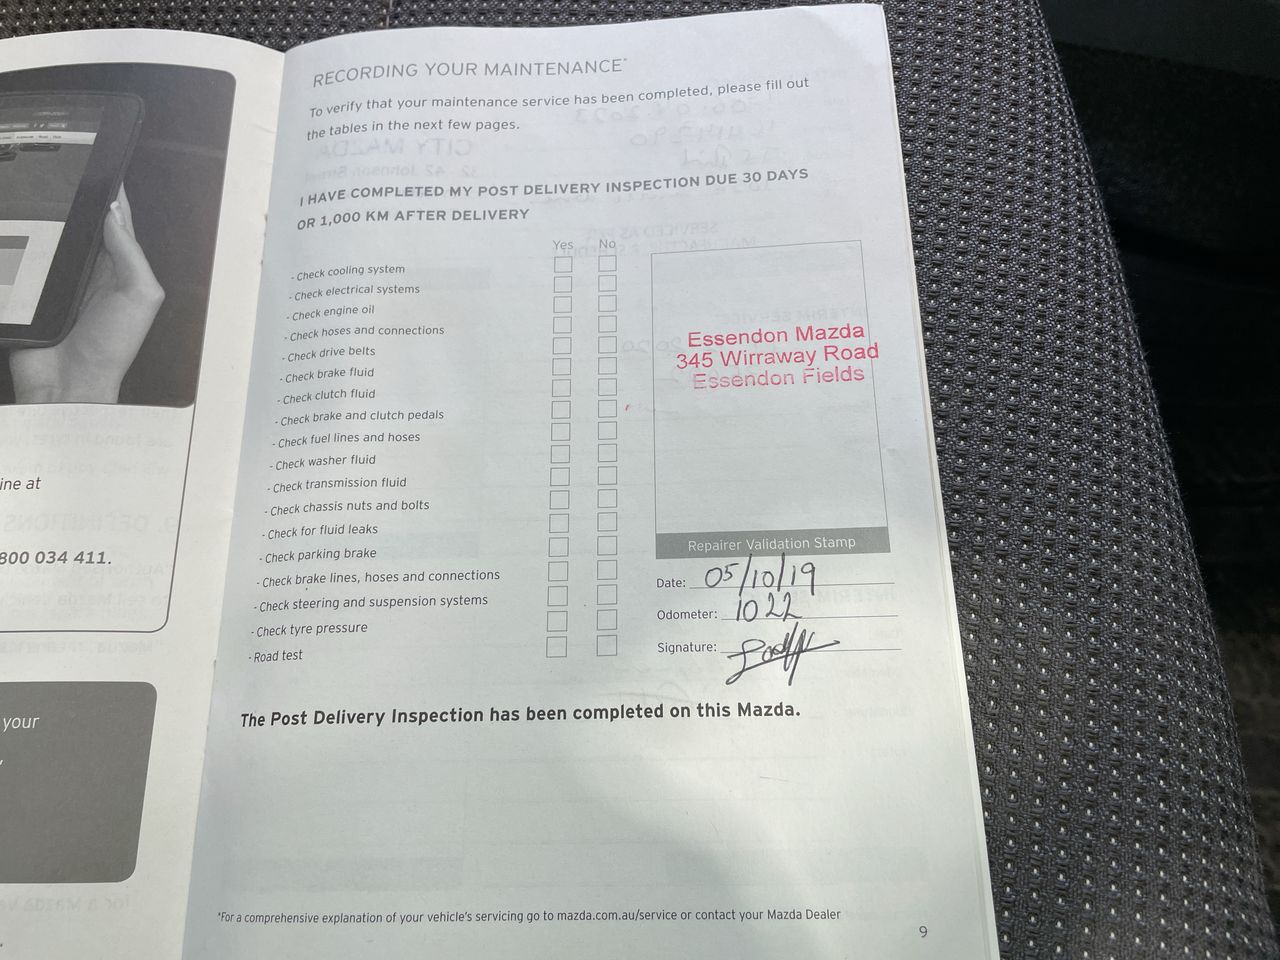 RECORDING YOUR MAINTENANCE*
To verify that your maintenance service has been completed, please fill out
the tables in the next few pages.
I HAVE COMPLETED MY POST DELIVERY INSPECTION DUE 30 DAYS
OR 1,000 KM AFTER DELIVERY
Yes No
- Check cooling system
- Check electrical systems
- Check engine oil
- Check hoses and connections
- Check drive belts
- Check brake fluid
- Check clutch fluid
- Check brake and clutch pedals
- Check fuel lines and hoses
- Check washer fluid
- Check transmission fluid
- Check chassis nuts and bolts
- Check for fluid leaks
- Check parking brake
- Check brake lines, hoses and connections
- Check steering and suspension systems
- Check tyre pressure
- Road test
Essendon Mazda
345 Wirraway Road
Essendon Fields
Repairer Validation Stamp
Date: 05/10/19
Odometer: 1022
Signature:
The Post Delivery Inspection has been completed on this Mazda.
*For a comprehensive explanation of your vehicle's servicing go to mazda.com.au/service or contact your Mazda Dealer
9
ine at
800 034 411.
your